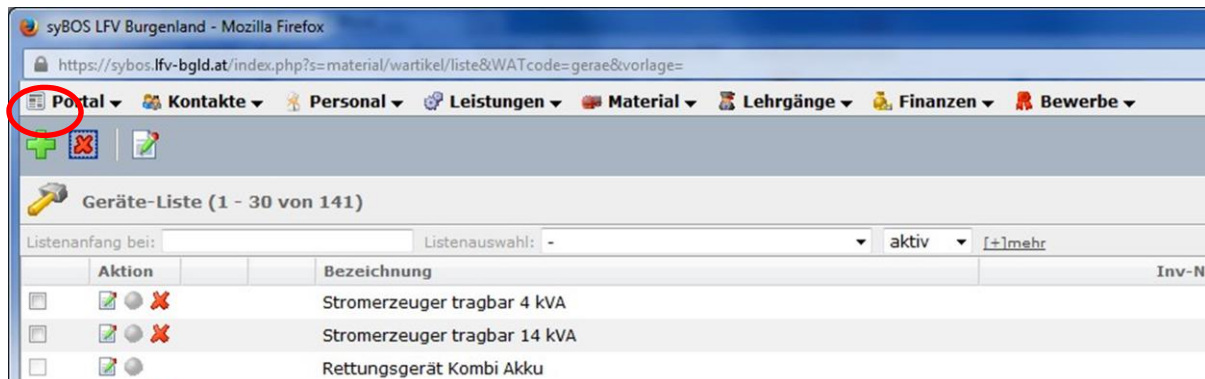 syBOS LFV Burgenland - Mozilla Firefox
https://sybos.lfv-bgld.at/index.php?s=material/wartikel/liste&WATcode=gerae&vorlage=
Portal Kontakte Personal Leistungen Material Lehrgänge Finanzen Bewerbe
Geräte-Liste (1 - 30 von 141)
Listenanfang bei: Listenauswahl: - aktiv [+]mehr
Aktion Bezeichnung Inv-N
Stromerzeuger tragbar 4 kVA
Stromerzeuger tragbar 14 kVA
Rettungsgerät Kombi Akku